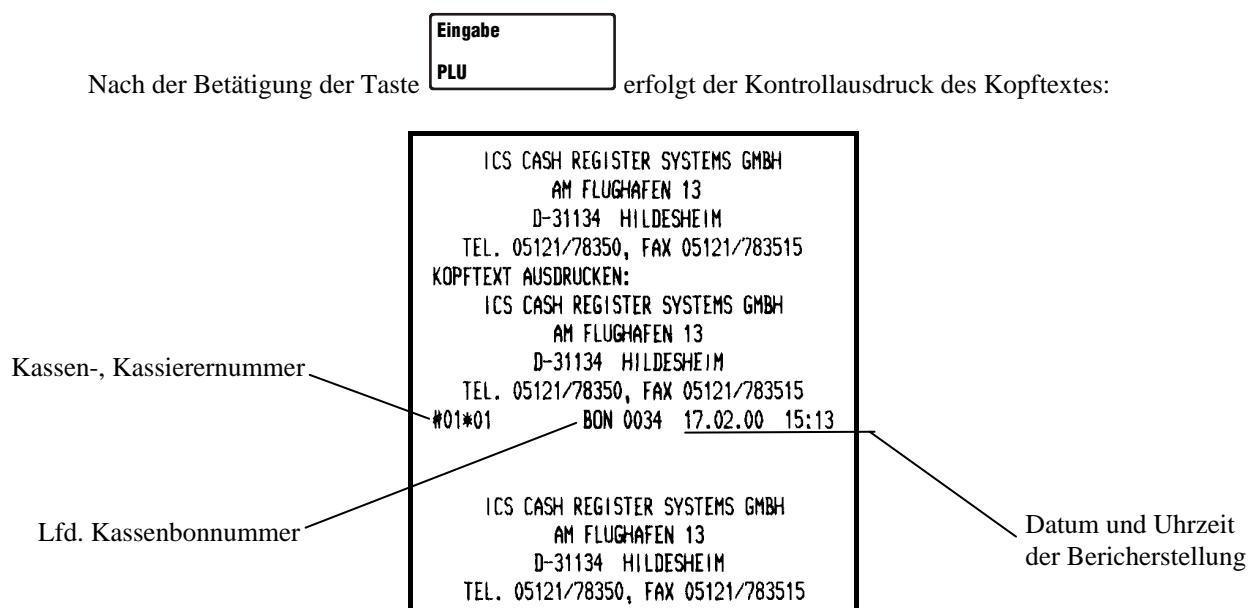 Eingabe
Nach der Betätigung der Taste PLU erfolgt der Kontrollausdruck des Kopftextes:
ICS CASH REGISTER SYSTEMS GMBH
AM FLUGHAFEN 13
D-31134 HILDESHEIM
TEL. 05121/78350, FAX 05121/783515
KOPFTEXT AUSDRUCKEN:
ICS CASH REGISTER SYSTEMS GMBH
AM FLUGHAFEN 13
D-31134 HILDESHEIM
Kassen-, Kassierernummer
TEL. 05121/78350, FAX 05121/783515
#01*01 BON 0034 17.02.00 15:13
ICS CASH REGISTER SYSTEMS GMBH
Lfd. Kassenbonnummer
AM FLUGHAFEN 13
D-31134 HILDESHEIM
TEL. 05121/78350, FAX 05121/783515
Datum und Uhrzeit
der Bericherstellung